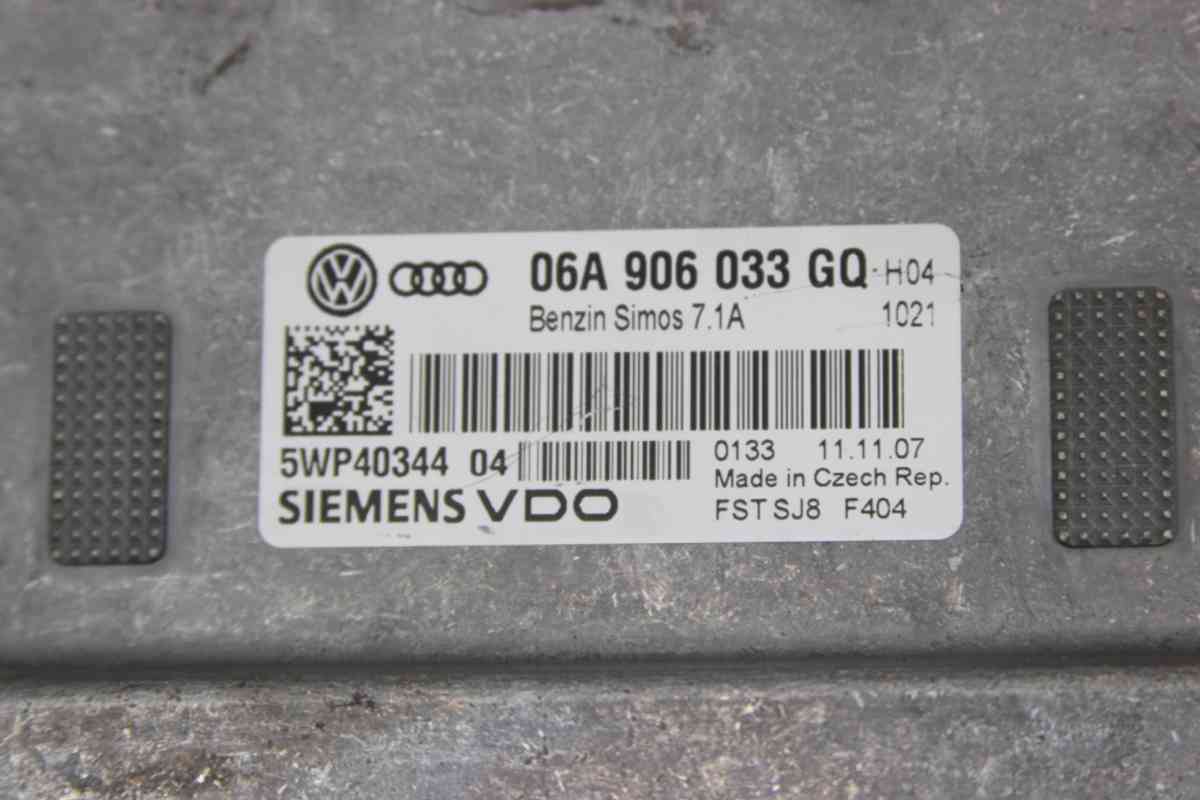 06A 906 033 GQ H04
Benzin Simos 7.1A 1021
5WP40344 04 0133 11.11.07
Made in Czech Rep.
SIEMENS VDO FST SJ8 F404